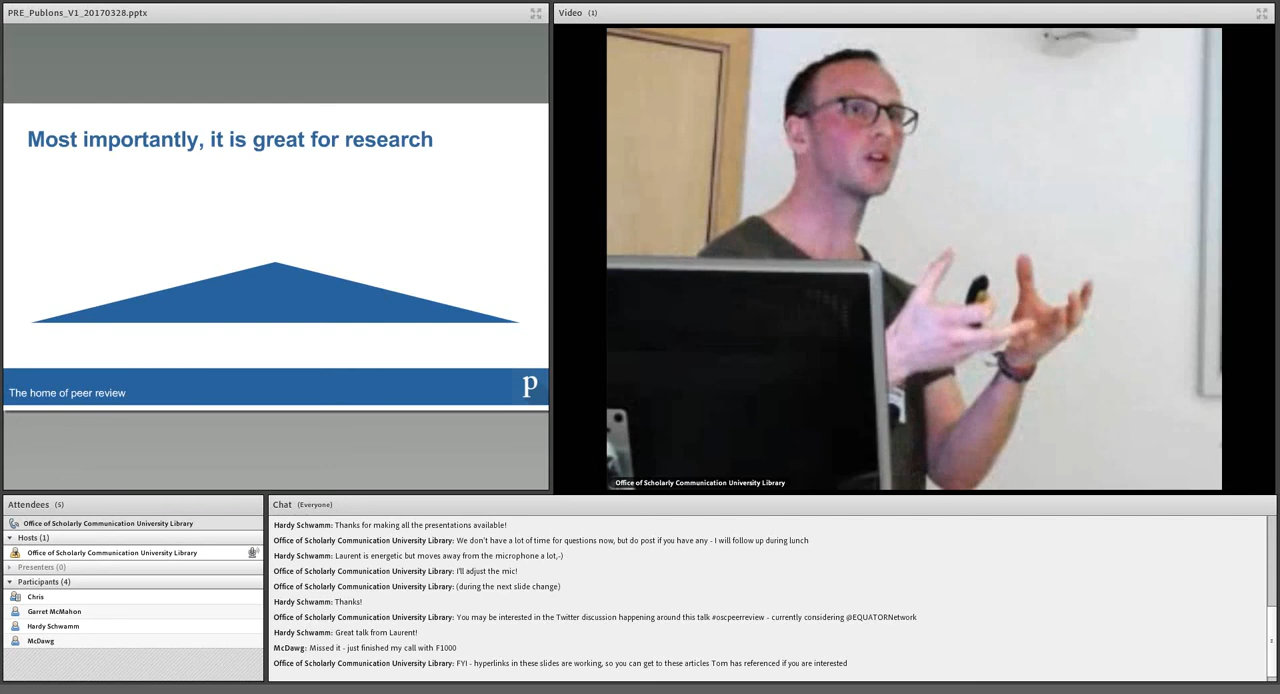 PRE_Publons_V1_20170328.pptx
Most importantly, it is great for research
The home of peer review
p
Video (1)
Office of Scholarly Communication University Library
Attendees (5)
Office of Scholarly Communication University Library
Hosts (1)
Office of Scholarly Communication University Library
Presenters (0)
Participants (4)
Chris
Garret McMahon
Hardy Schwamm
McDawg
Chat (Everyone)
Hardy Schwamm: Thanks for making all the presentations available!
Office of Scholarly Communication University Library: We don't have a lot of time for questions now, but do post if you have any - I will follow up during lunch
Hardy Schwamm: Laurent is energetic but moves away from the microphone a lot,-)
Office of Scholarly Communication University Library: I'll adjust the mic!
Office of Scholarly Communication University Library: (during the next slide change)
Hardy Schwamm: Thanks!
Office of Scholarly Communication University Library: You may be interested in the Twitter discussion happening around this talk #oscpeerreview - currently considering @EQUATORNetwork
Hardy Schwamm: Great talk from Laurent!
McDawg: Missed it - just finished my call with F1000
Office of Scholarly Communication University Library: FYI - hyperlinks in these slides are working, so you can get to these articles Tom has referenced if you are interested